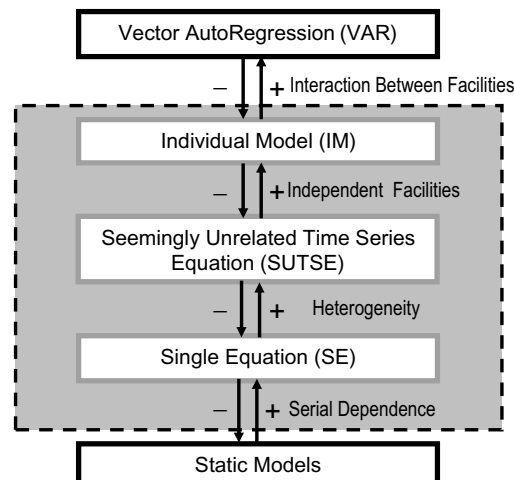 Vector AutoRegression (VAR)
− + Interaction Between Facilities
Individual Model (IM)
− + Independent Facilities
Seemingly Unrelated Time Series
Equation (SUTSE)
− + Heterogeneity
Single Equation (SE)
− + Serial Dependence
Static Models